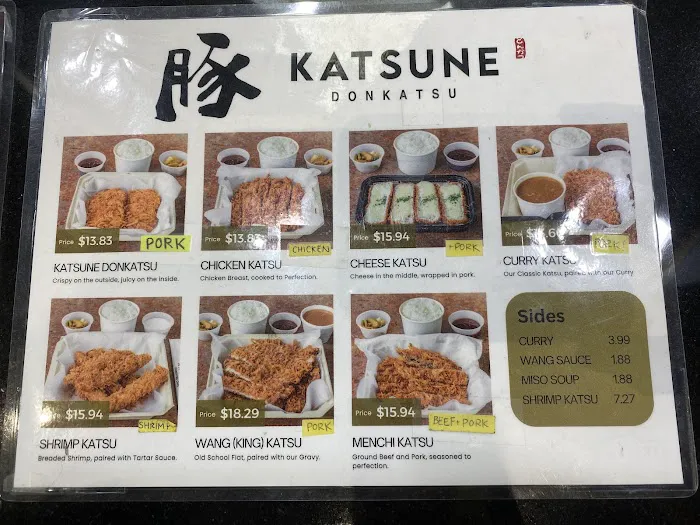 豚 KATSUNE
DONKATSU
Price $13.83 PORK
KATSUNE DONKATSU
Crispy on the outside, juicy on the inside.
Price CHICKEN
CHICKEN KATSU
Chicken Breast, cooked to Perfection.
Price $15.94 +PORK
CHEESE KATSU
Cheese in the middle, wrapped in pork.
Price PORK
CURRY KATSU
Our Classic Katsu, paired with our Curry
$15.94 SHRIMP
SHRIMP KATSU
Breaded Shrimp, paired with Tartar Sauce.
Price $18.29 PORK
WANG (KING) KATSU
Old School Flat, paired with our Gravy.
Price $15.94 BEEF+PORK
MENCHI KATSU
Ground Beef and Pork, seasoned to
perfection.
Sides
CURRY 3.99
WANG SAUCE 1.88
MISO SOUP 1.88
SHRIMP KATSU 7.27